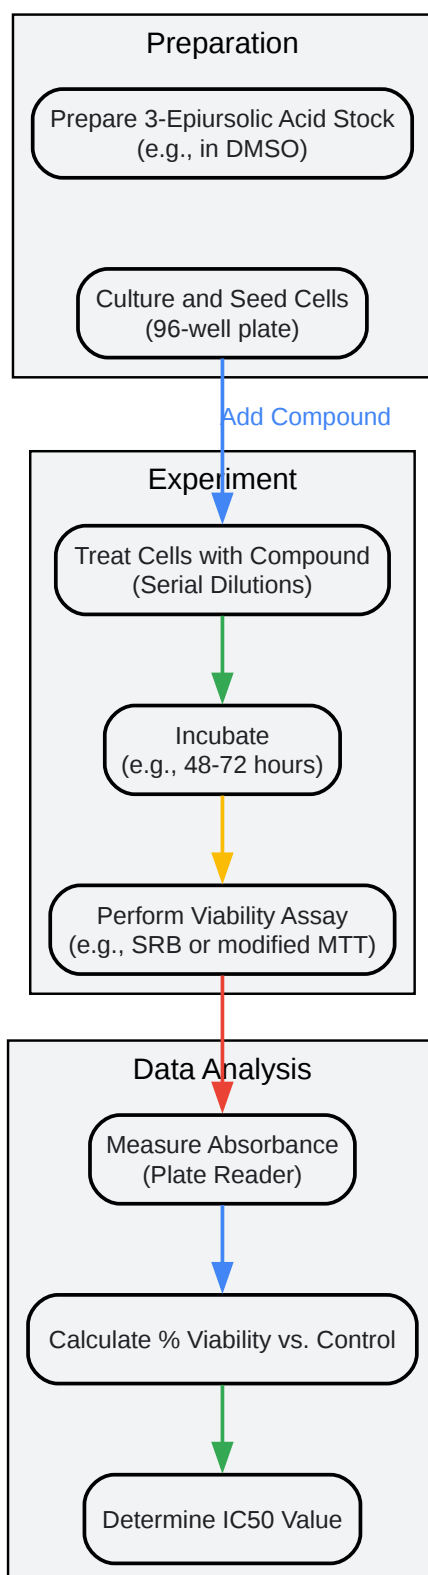 Preparation
Prepare 3-Epiursolic Acid Stock
(e.g., in DMSO)
Culture and Seed Cells
(96-well plate)
Add Compound
Experiment
Treat Cells with Compound
(Serial Dilutions)
Incubate
(e.g., 48-72 hours)
Perform Viability Assay
(e.g., SRB or modified MTT)
Data Analysis
Measure Absorbance
(Plate Reader)
Calculate % Viability vs. Control
Determine IC50 Value